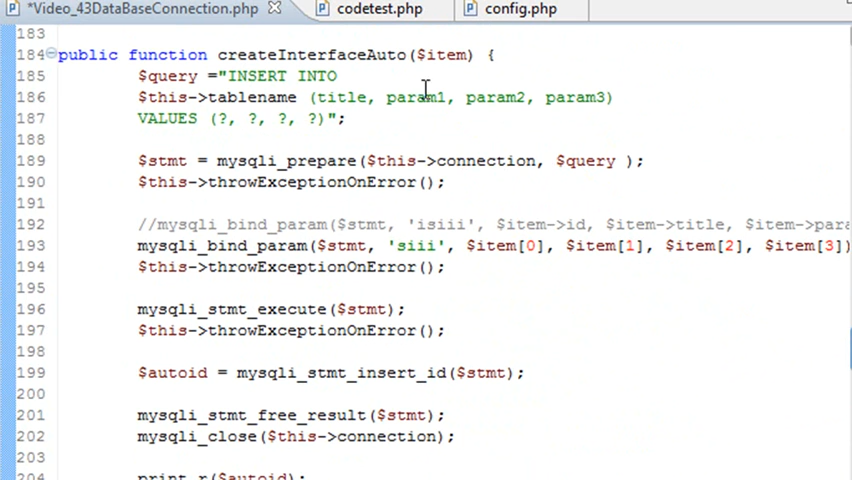 *Video_43DataBaseConnection.php codetest.php config.php
183
184 public function createInterfaceAuto($item) {
185 $query ="INSERT INTO
186 $this->tablename (title, param1, param2, param3)
187 VALUES (?, ?, ?, ?)";
188
189 $stmt = mysqli_prepare($this->connection, $query );
190 $this->throwExceptionOnError();
191
192 //mysqli_bind_param($stmt, 'isiii', $item->id, $item->title, $item->para
193 mysqli_bind_param($stmt, 'siii', $item[0], $item[1], $item[2], $item[3])
194 $this->throwExceptionOnError();
195
196 mysqli_stmt_execute($stmt);
197 $this->throwExceptionOnError();
198
199 $autoid = mysqli_stmt_insert_id($stmt);
200
201 mysqli_stmt_free_result($stmt);
202 mysqli_close($this->connection);
203
204 print_r($autoid);